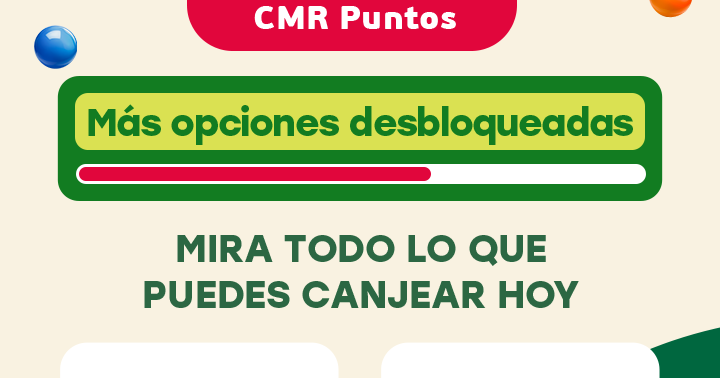 CMR Puntos
Más opciones desbloqueadas
MIRA TODO LO QUE
PUEDES CANJEAR HOY